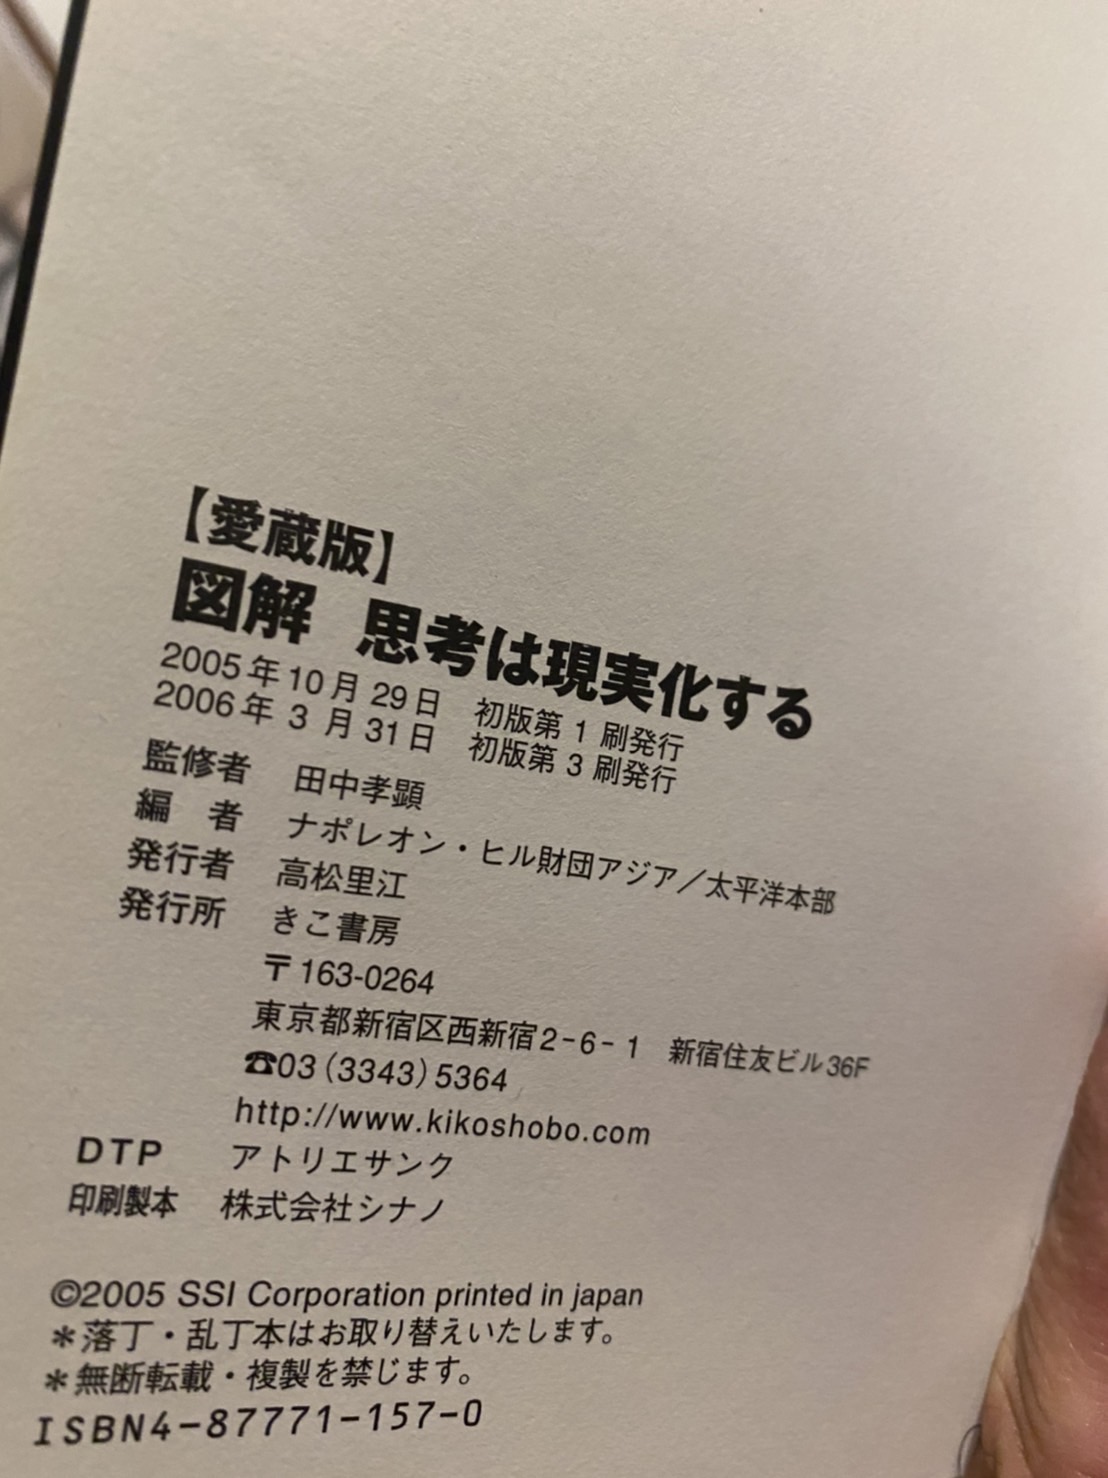 【愛蔵版】
図解 思考は現実化する
2005年10月29日 初版第1刷発行
2006年3月31日 初版第3刷発行
監修者 田中孝顕
編 者 ナポレオン・ヒル財団アジア／太平洋本部
発行者 高松里江
発行所 きこ書房
〒163-0264
東京都新宿区西新宿2-6-1 新宿住友ビル36F
☎03(3343)5364
http://www.kikoshobo.com
DTP アトリエサンク
印刷製本 株式会社シナノ
©2005 SSI Corporation printed in japan
＊落丁・乱丁本はお取り替えいたします。
＊無断転載・複製を禁じます。
ISBN4-87771-157-0